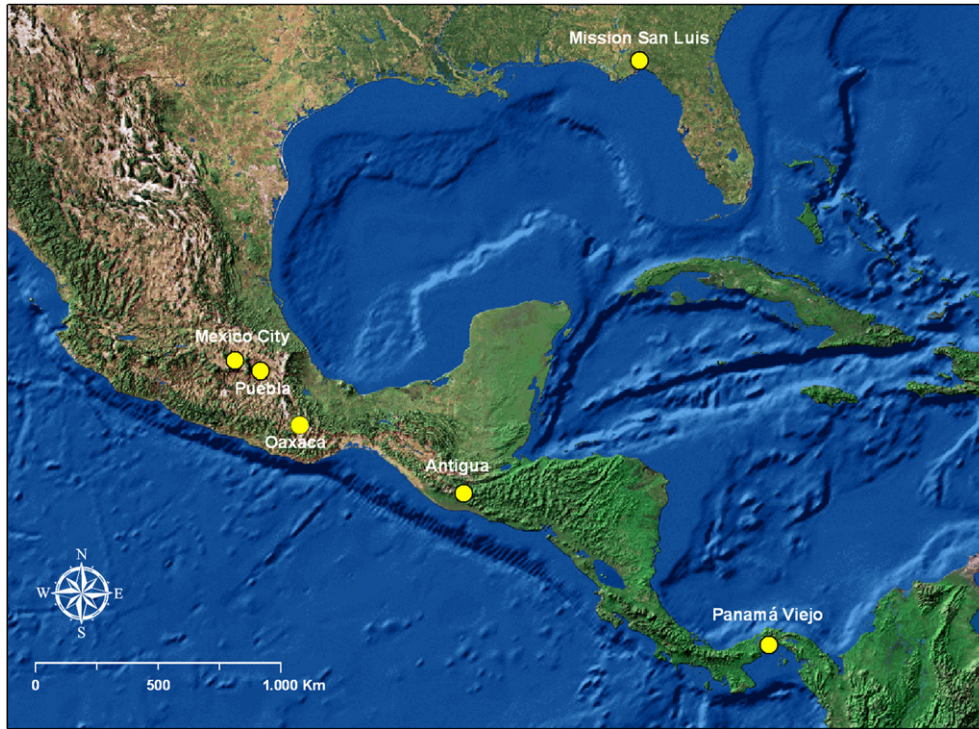 Mission San Luis
Mexico City
Puebla
Oaxaca
Antigua
N
W E
S
Panamá Viejo
0 500 1.000 Km